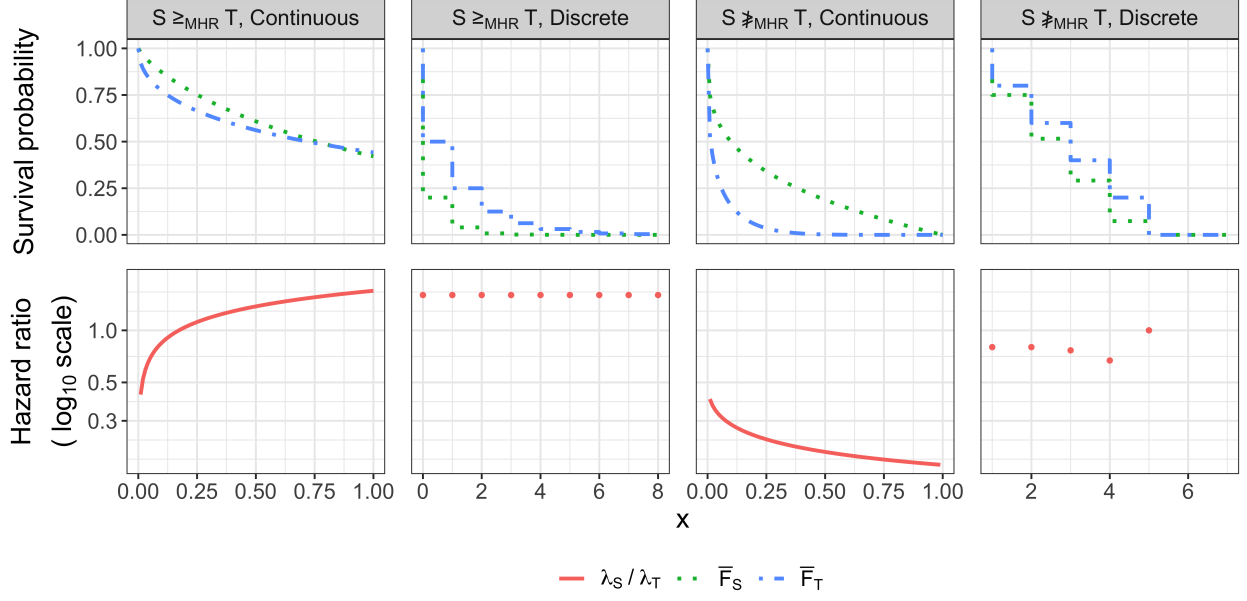 S ≥MHR T, Continuous
S ≥MHR T, Discrete
S ≱MHR T, Continuous
S ≱MHR T, Discrete
Survival probability
1.00
0.75
0.50
0.25
0.00
Hazard ratio
( log10 scale)
1.0
0.5
0.3
0.00 0.25 0.50 0.75 1.00
0 2 4 6 8
0.00 0.25 0.50 0.75 1.00
2 4 6
x
λS / λT F̅S F̅T